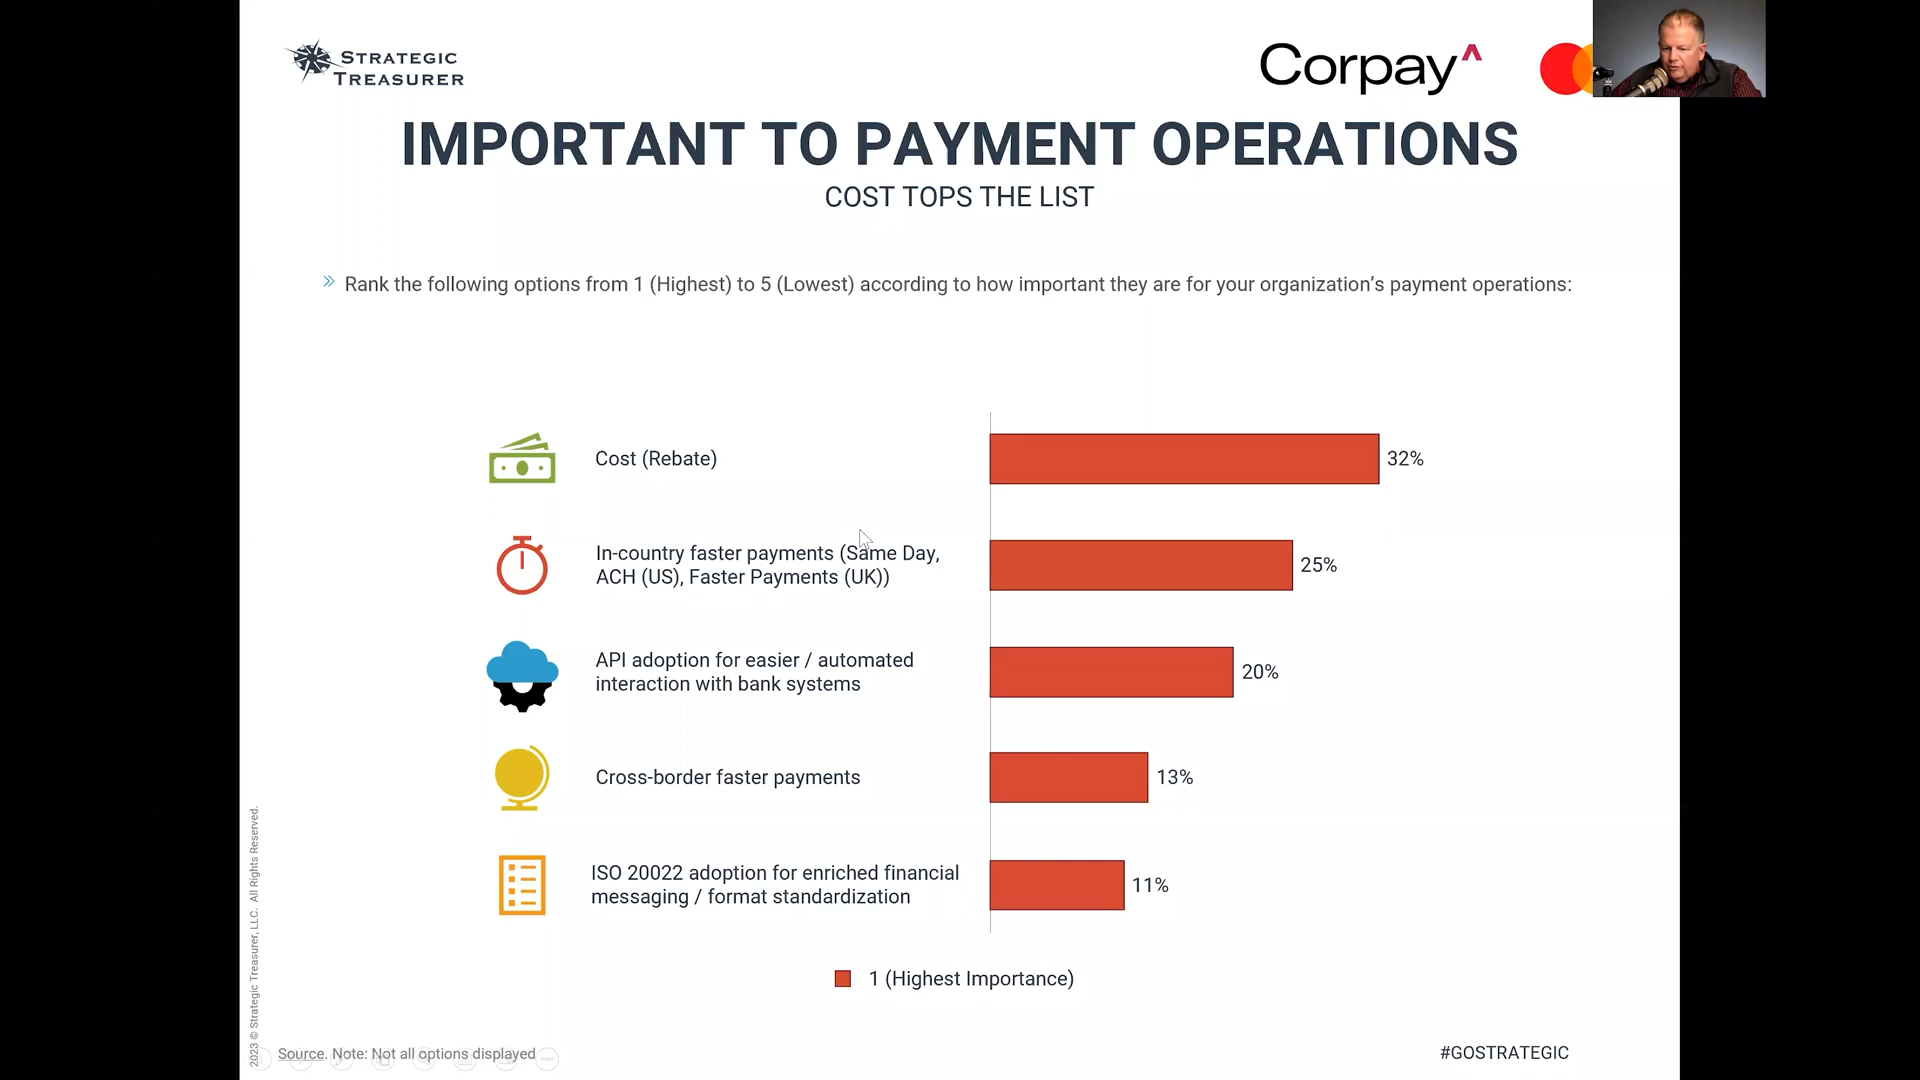 STRATEGIC
TREASURER
Corpay^
IMPORTANT TO PAYMENT OPERATIONS
COST TOPS THE LIST
» Rank the following options from 1 (Highest) to 5 (Lowest) according to how important they are for your organization’s payment operations:
Cost (Rebate)
32%
In-country faster payments (Same Day,
ACH (US), Faster Payments (UK))
25%
API adoption for easier / automated
interaction with bank systems
20%
Cross-border faster payments
13%
ISO 20022 adoption for enriched financial
messaging / format standardization
11%
1 (Highest Importance)
2023 © Strategic Treasurer, LLC. All Rights Reserved.
Source. Note: Not all options displayed
#GOSTRATEGIC